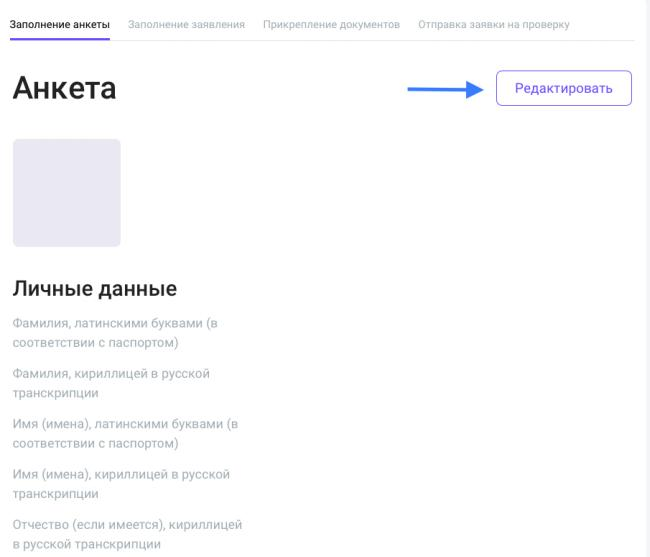 Заполнение анкеты Заполнение заявления Прикрепление документов Отправка заявки на проверку
Анкета
Редактировать
Личные данные
Фамилия, латинскими буквами (в
соответствии с паспортом)
Фамилия, кириллицей в русской
транскрипции
Имя (имена), латинскими буквами (в
соответствии с паспортом)
Имя (имена), кириллицей в русской
транскрипции
Отчество (если имеется), кириллицей
в русской транскрипции